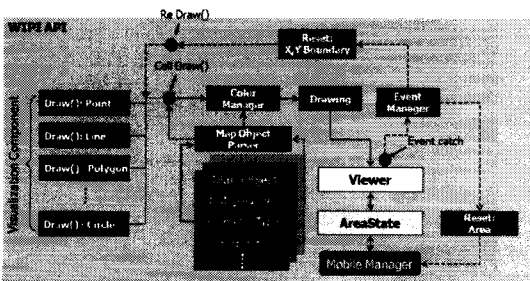 Re Draw()
WIPI API
Reset:
X,Y Boundary
Call Draw()
Draw(): Point
Color
Manager
Drawing
Event
Manager
Draw(): Line
Map Object
Parser
Event catch
Draw(): Polygon
Viewer
Visualization Component
AreaState
Draw(): Circle
Reset:
Area
Mobile Manager